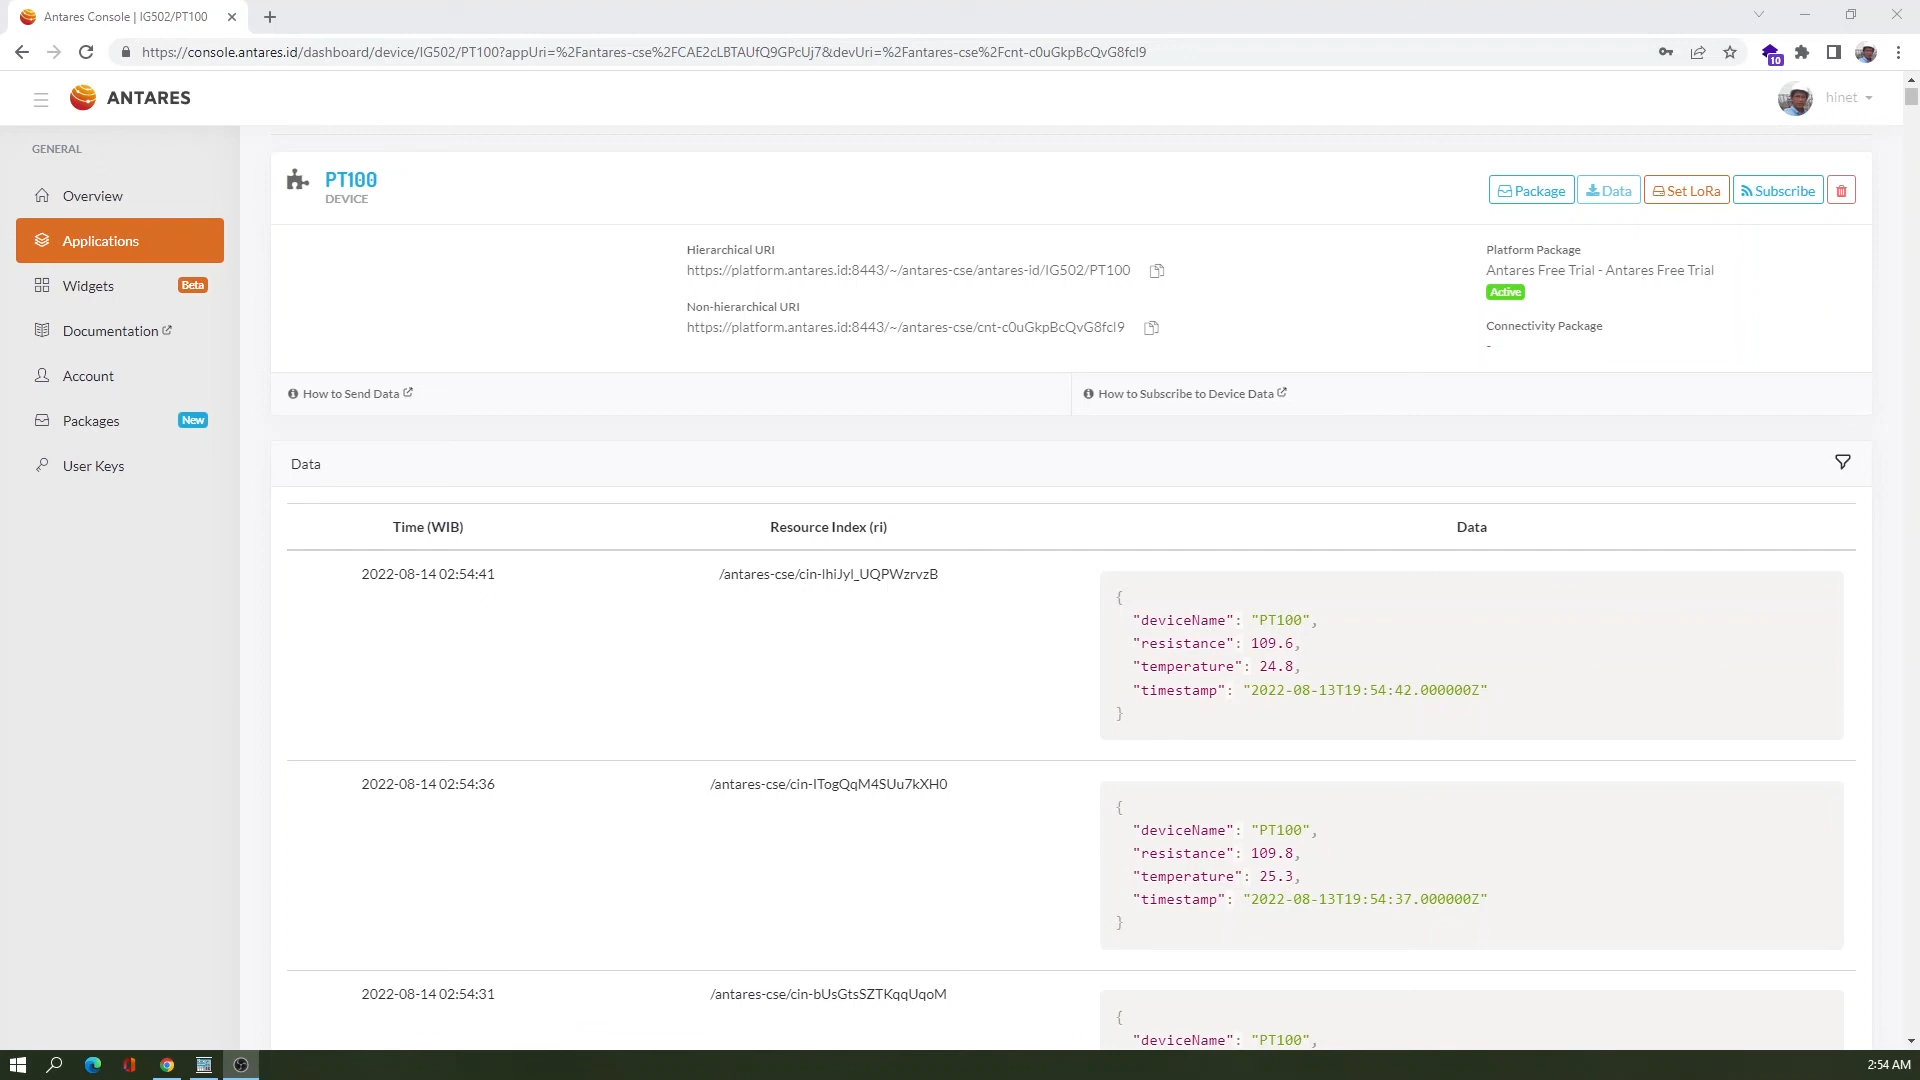 Antares Console | IG502/PT100
https://console.antares.id/dashboard/device/IG502/PT100?appUri=%2Fantares-cse%2FCAE2cLBTAUfQ9GPcUj7&devUri=%2Fantares-cse%2Fcnt-c0uGkpBcQvG8fcI9
10
ANTARES
hinet
GENERAL
Overview
Applications
Widgets
Beta
Documentation
Account
Packages
New
User Keys
PT100
DEVICE
Package
Data
Set LoRa
Subscribe
Hierarchical URI
https://platform.antares.id:8443/~/antares-cse/antares-id/IG502/PT100
Non-hierarchical URI
https://platform.antares.id:8443/~/antares-cse/cnt-c0uGkpBcQvG8fcI9
Platform Package
Antares Free Trial - Antares Free Trial
Active
Connectivity Package
-
How to Send Data
How to Subscribe to Device Data
Data
Time (WIB)
Resource Index (ri)
Data
2022-08-14 02:54:41
/antares-cse/cin-lhiJyl_UQPWzrvzB
{
"deviceName": "PT100",
"resistance": 109.6,
"temperature": 24.8,
"timestamp": "2022-08-13T19:54:42.000000Z"
}
2022-08-14 02:54:36
/antares-cse/cin-ITogQqM4SUu7kXH0
{
"deviceName": "PT100",
"resistance": 109.8,
"temperature": 25.3,
"timestamp": "2022-08-13T19:54:37.000000Z"
}
2022-08-14 02:54:31
/antares-cse/cin-bUsGtsSZTKqqUqoM
{
"deviceName": "PT100",
2:54 AM